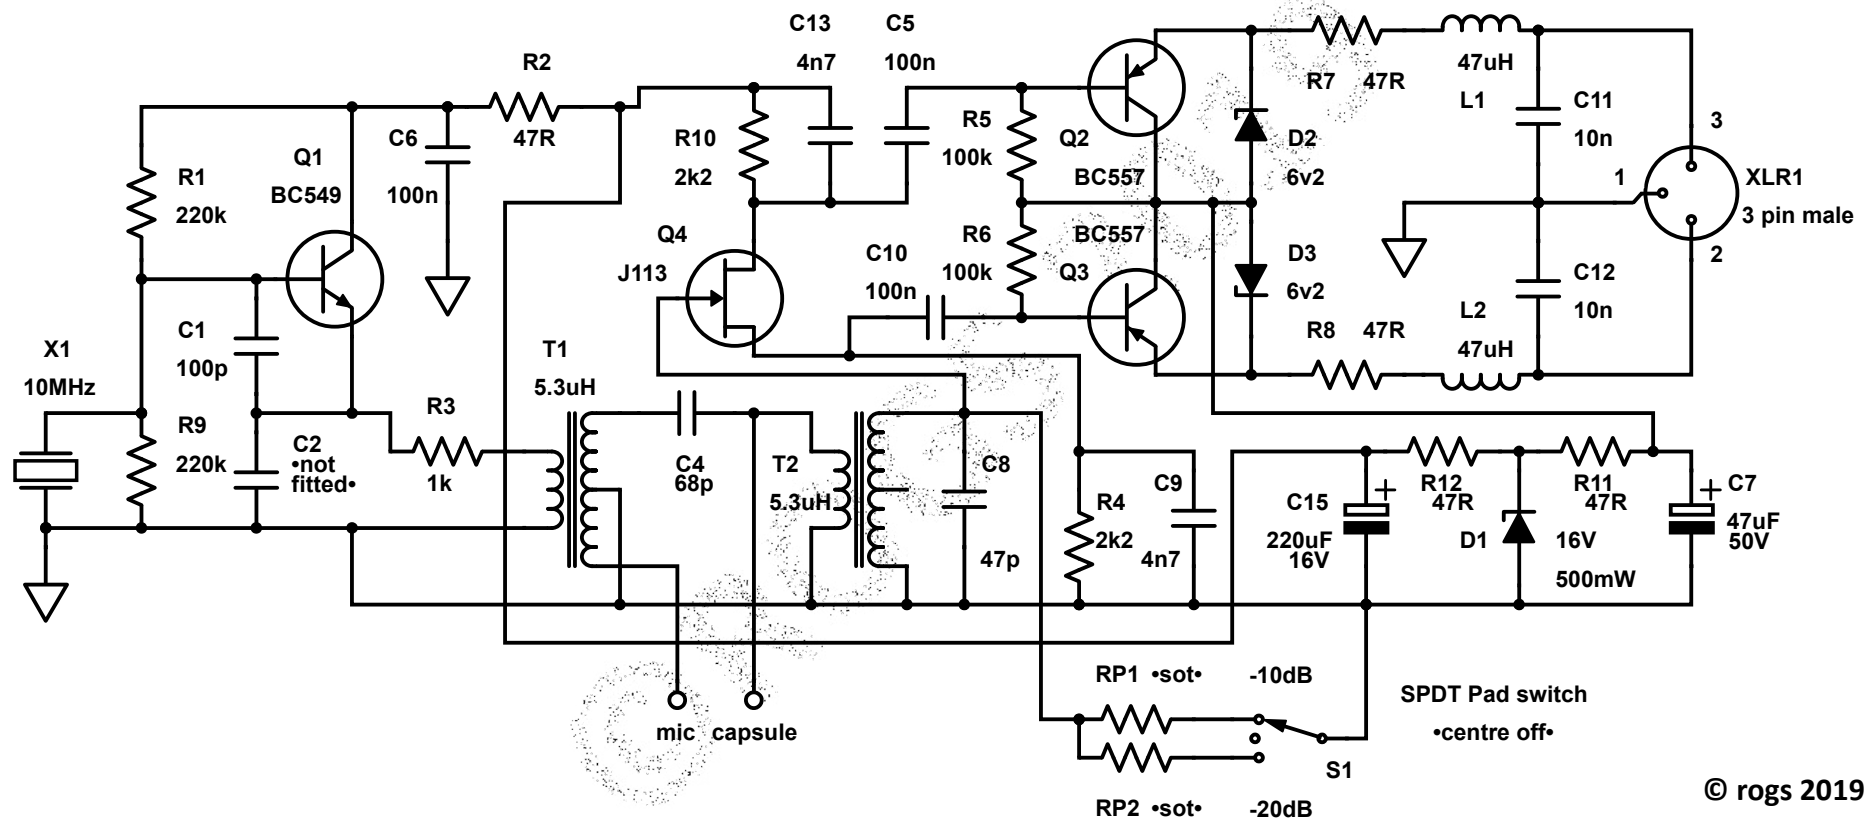 C13
4n7
C5
100n
R2
47R
R10
2k2
C6
100n
Q1
BC549
R1
220k
R5
100k
Q2
BC557
R7 47R
47uH
L1
D2
6v2
C11
10n
3
1
XLR1
3 pin male
2
Q4
J113
C10
100n
R6
100k
BC557
Q3
D3
6v2
C12
10n
L2
47uH
R8 47R
X1
10MHz
C1
100p
R9
220k
C2
•not
fitted•
R3
1k
T1
5.3uH
C4
68p
T2
5.3uH
C8
47p
R4
2k2
C9
4n7
C15
220uF
16V
R12
47R
D1
16V
500mW
R11
47R
C7
47uF
50V
mic capsule
RP1 •sot• -10dB
RP2 •sot• -20dB
S1
SPDT Pad switch
•centre off•
© rogs 2019